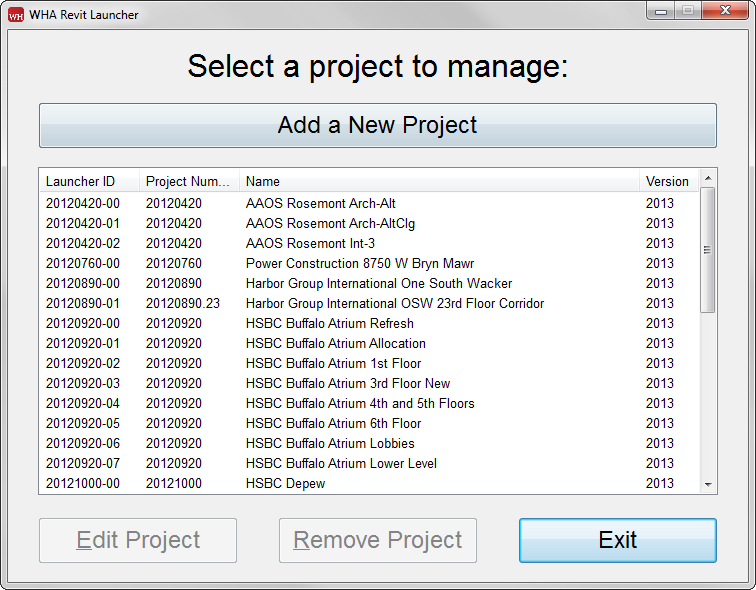 WHA Revit Launcher
Select a project to manage:
Add a New Project
Launcher ID Project Num... Name Version
20120420-00 20120420 AAOS Rosemont Arch-Alt 2013
20120420-01 20120420 AAOS Rosemont Arch-AltClg 2013
20120420-02 20120420 AAOS Rosemont Int-3 2013
20120760-00 20120760 Power Construction 8750 W Bryn Mawr 2013
20120890-00 20120890 Harbor Group International One South Wacker 2013
20120890-01 20120890.23 Harbor Group International OSW 23rd Floor Corridor 2013
20120920-00 20120920 HSBC Buffalo Atrium Refresh 2013
20120920-01 20120920 HSBC Buffalo Atrium Allocation 2013
20120920-02 20120920 HSBC Buffalo Atrium 1st Floor 2013
20120920-03 20120920 HSBC Buffalo Atrium 3rd Floor New 2013
20120920-04 20120920 HSBC Buffalo Atrium 4th and 5th Floors 2013
20120920-05 20120920 HSBC Buffalo Atrium 6th Floor 2013
20120920-06 20120920 HSBC Buffalo Atrium Lobbies 2013
20120920-07 20120920 HSBC Buffalo Atrium Lower Level 2013
20121000-00 20121000 HSBC Depew 2013
Edit Project Remove Project Exit